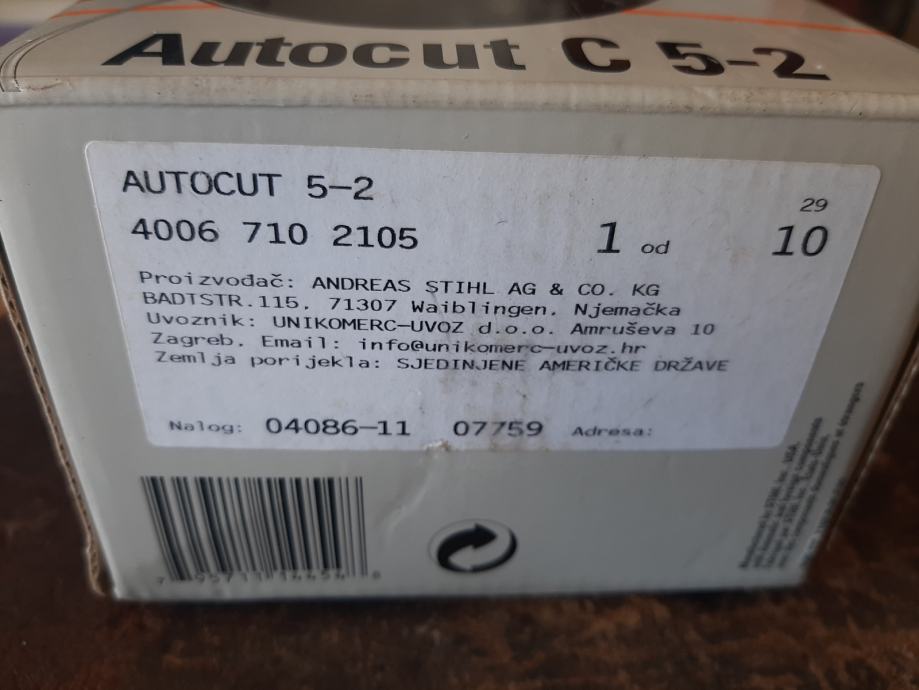 Autocut C 5-2
AUTOCUT 5-2
29
4006 710 2105 1 od 10
Proizvođač: ANDREAS STIHL AG & CO. KG
BADTSTR.115, 71307 Waiblingen, Njemačka
Uvoznik: UNIKOMERC-UVOZ d.o.o. Amruševa 10
Zagreb. Email: info@unikomerc-uvoz.hr
Zemlja porijekla: SJEDINJENE AMERIČKE DRŽAVE
Nalog: 04086-11 07759 Adresa: